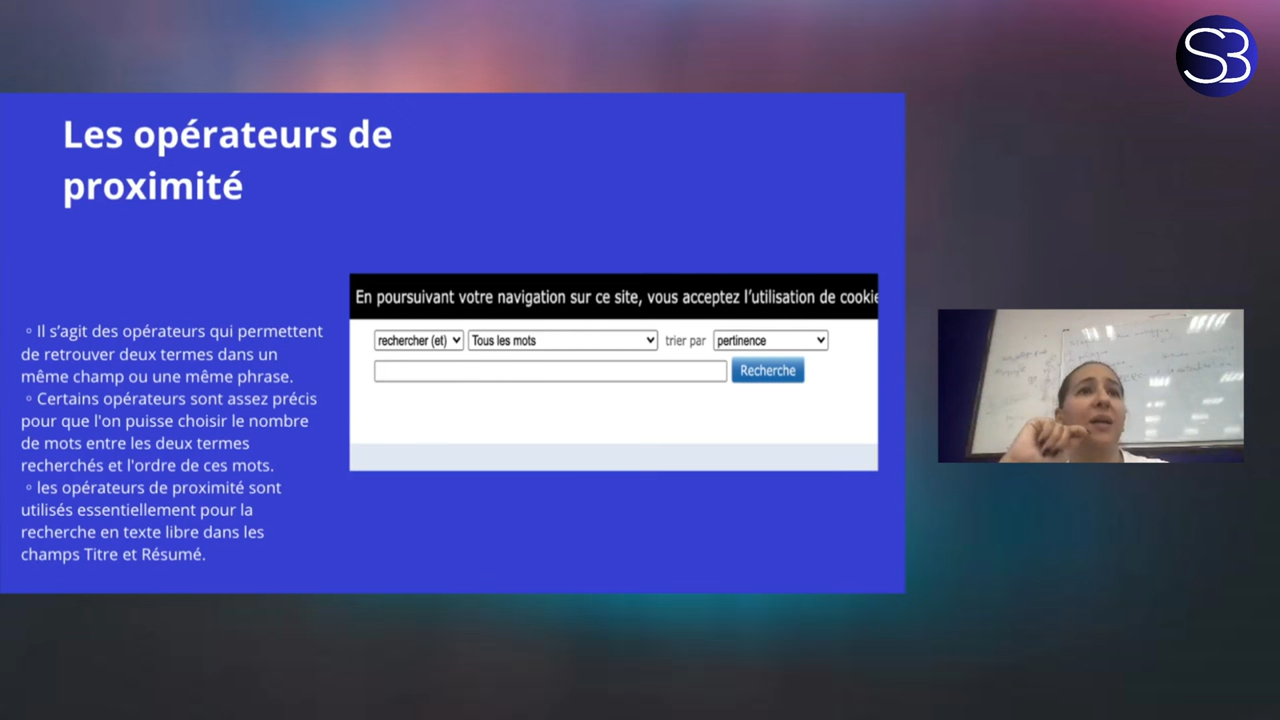 SB
Les opérateurs de
proximité
En poursuivant votre navigation sur ce site, vous acceptez l’utilisation de cookie
rechercher (et) Tous les mots trier par pertinence
Recherche
◦ Il s’agit des opérateurs qui permettent
de retrouver deux termes dans un
même champ ou une même phrase.
◦ Certains opérateurs sont assez précis
pour que l'on puisse choisir le nombre
de mots entre les deux termes
recherchés et l'ordre de ces mots.
◦ les opérateurs de proximité sont
utilisés essentiellement pour la
recherche en texte libre dans les
champs Titre et Résumé.